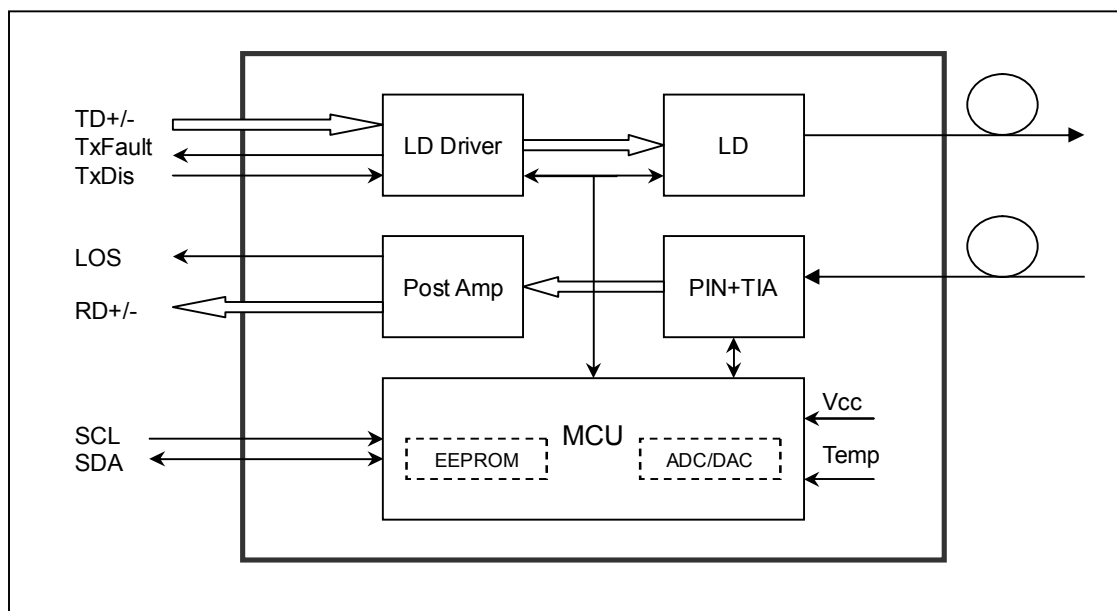 TD+/-
TxFault
TxDis
LD Driver
LD
LOS
RD+/-
Post Amp
PIN+TIA
SCL
SDA
MCU
EEPROM
ADC/DAC
Vcc
Temp